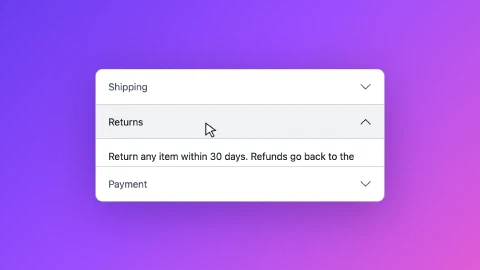 Shipping
Returns
Return any item within 30 days. Refunds go back to the
Payment